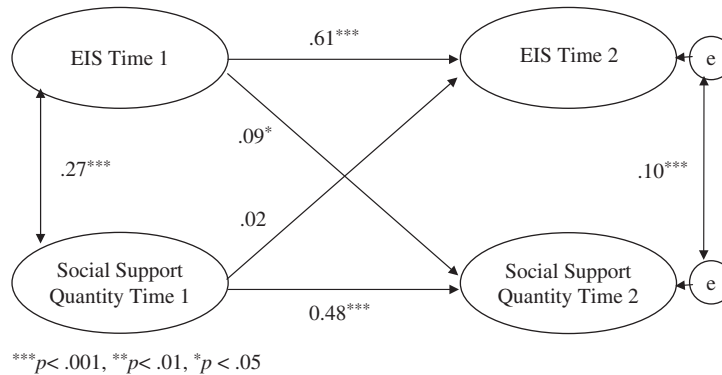 EIS Time 1
.61***
EIS Time 2
e
.09*
.27***
.10***
.02
Social Support
Quantity Time 1
Social Support
Quantity Time 2
e
0.48***
***p< .001, **p< .01, *p < .05